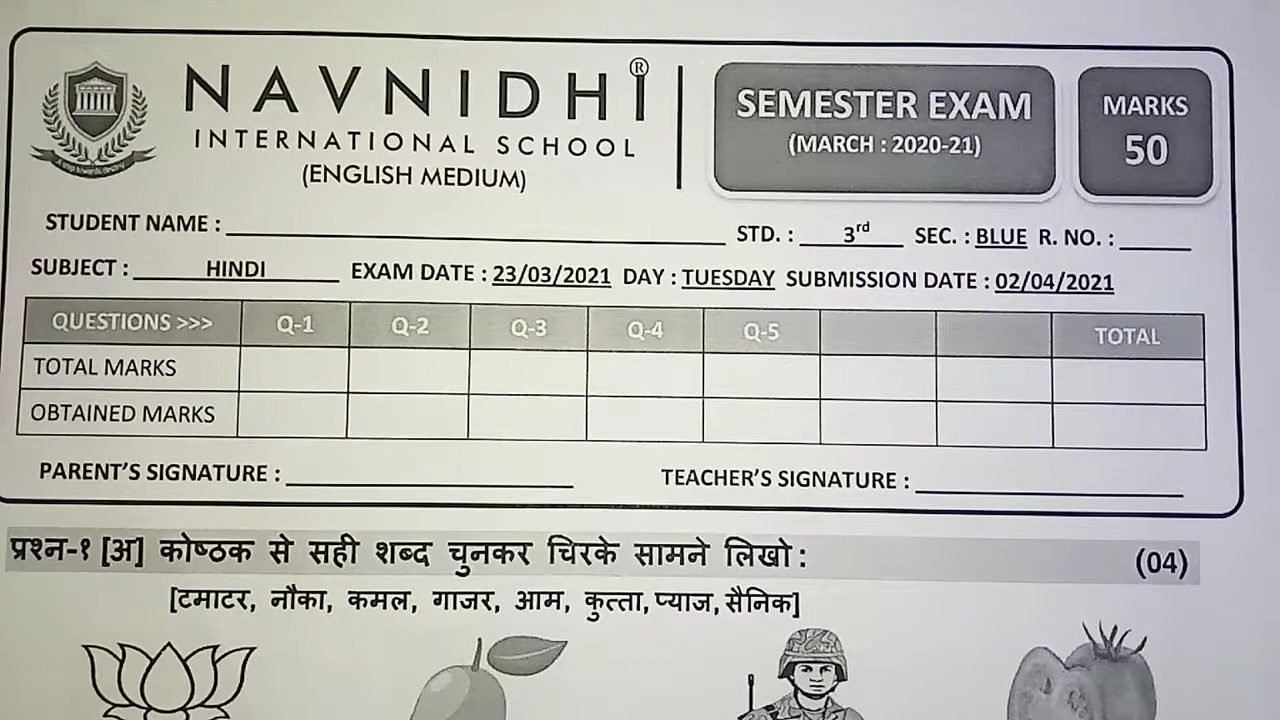 NAVNIDHI®
INTERNATIONAL SCHOOL
(ENGLISH MEDIUM)
SEMESTER EXAM
(MARCH : 2020-21)
MARKS
50
STUDENT NAME : STD. : 3rd SEC. : BLUE R. NO. :
SUBJECT : HINDI EXAM DATE : 23/03/2021 DAY : TUESDAY SUBMISSION DATE : 02/04/2021
QUESTIONS >>> Q-1 Q-2 Q-3 Q-4 Q-5 TOTAL
TOTAL MARKS
OBTAINED MARKS
PARENT'S SIGNATURE : TEACHER'S SIGNATURE :
प्रश्न-१ [अ] कोष्ठक से सही शब्द चुनकर चिरके सामने लिखो : (04)
[टमाटर, नौका, कमल, गाजर, आम, कुत्ता, प्याज, सैनिक]